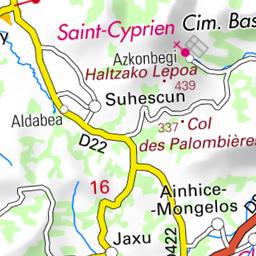 Saint-Cyprien
Cim. Bas
y
Azkonbegi
Haltzako Lepoa
439
Suhescun
Aldabea
337 Col
des Palombière
D22
16
Ainhice-
-Mongelos
D422
Jaxu
D